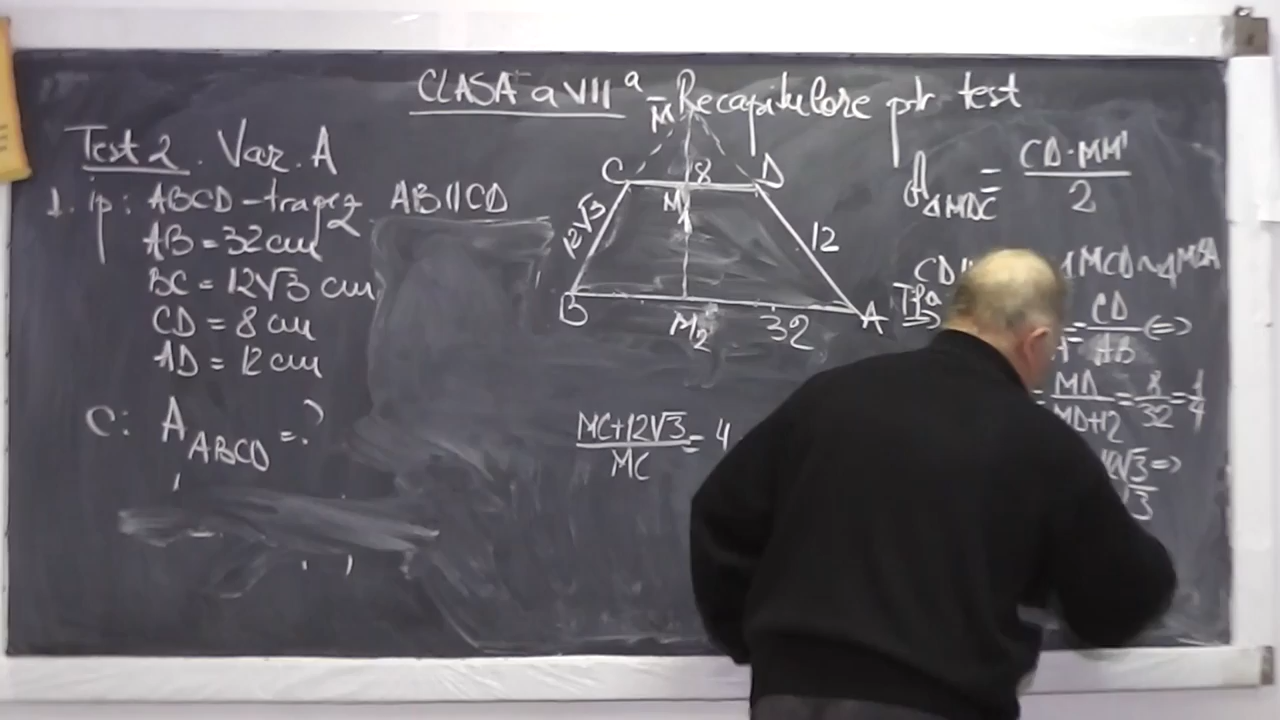 CLASA a VII a - Recapitulare ptr test
Test 2. Var. A
1. ip: ABCD - trapez AB || CD
AB = 32 cm
BC = 12√3 cm
CD = 8 cm
AD = 12 cm
C: A ABCD = ?
M
C 8 D
M1
12√3 12
B M2 32 A
A ΔMDC = CD · MM1 / 2
ΔMCD ~ ΔMBA
TFA => = CD / AB <=>
= MD / MD+12 = 8 / 32 = 1 / 4
MC+12√3 / MC = 4
=>